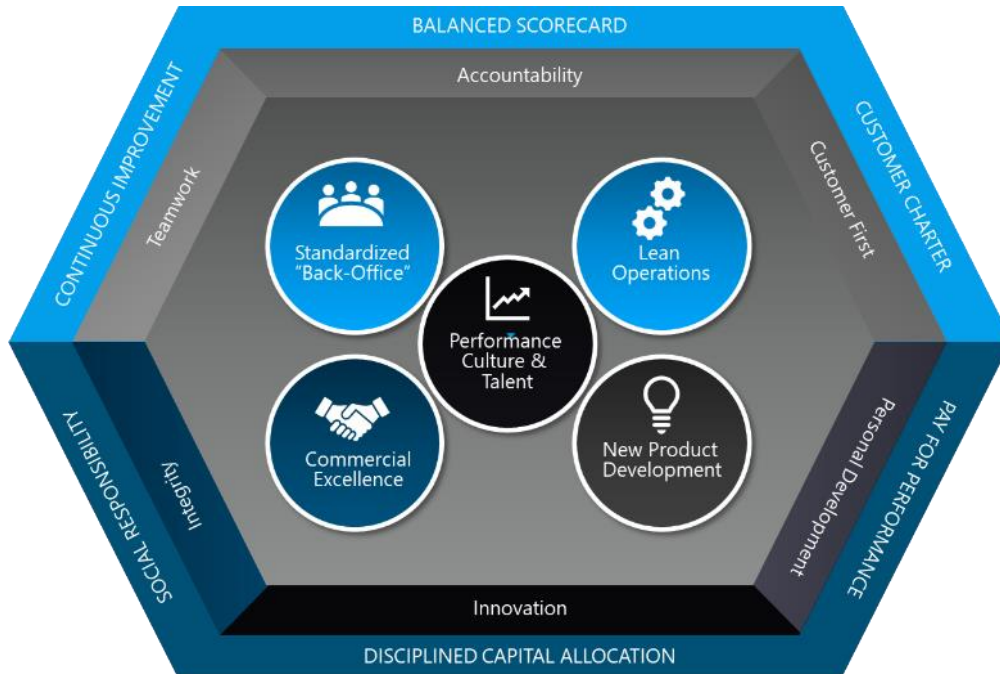 BALANCED SCORECARD
Accountability
CONTINUOUS IMPROVEMENT
Teamwork
CUSTOMER CHARTER
Customer First
Standardized
“Back-Office”
Lean
Operations
Performance
Culture &
Talent
Commercial
Excellence
New Product
Development
SOCIAL RESPONSIBILITY
Integrity
Personal Development
PAY FOR PERFORMANCE
Innovation
DISCIPLINED CAPITAL ALLOCATION